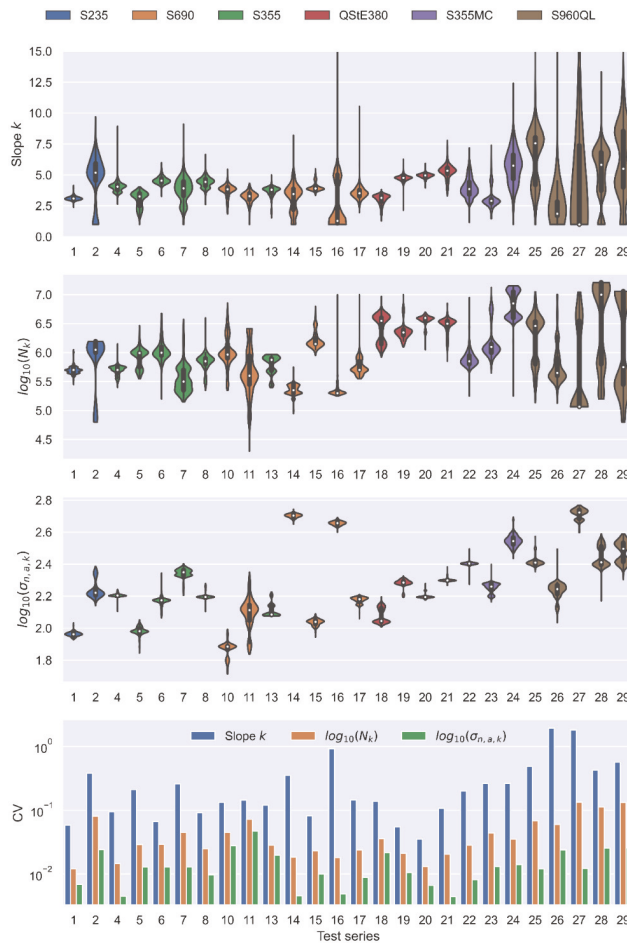 S235 S690 S355 QStE380 S355MC S960QL
15.0
12.5
10.0
7.5
5.0
2.5
0.0
Slope k
1 2 4 5 6 7 8 10 11 13 14 15 16 17 18 19 20 21 22 23 24 25 26 27 28 29
7.0
6.5
6.0
5.5
5.0
4.5
log₁₀(Nₖ)
1 2 4 5 6 7 8 10 11 13 14 15 16 17 18 19 20 21 22 23 24 25 26 27 28 29
2.8
2.6
2.4
2.2
2.0
1.8
log₁₀(σₙ,ₐ,ₖ)
1 2 4 5 6 7 8 10 11 13 14 15 16 17 18 19 20 21 22 23 24 25 26 27 28 29
Slope k log₁₀(Nₖ) log₁₀(σₙ,ₐ,ₖ)
10⁰
10⁻¹
10⁻²
CV
1 2 4 5 6 7 8 10 11 13 14 15 16 17 18 19 20 21 22 23 24 25 26 27 28 29
Test series